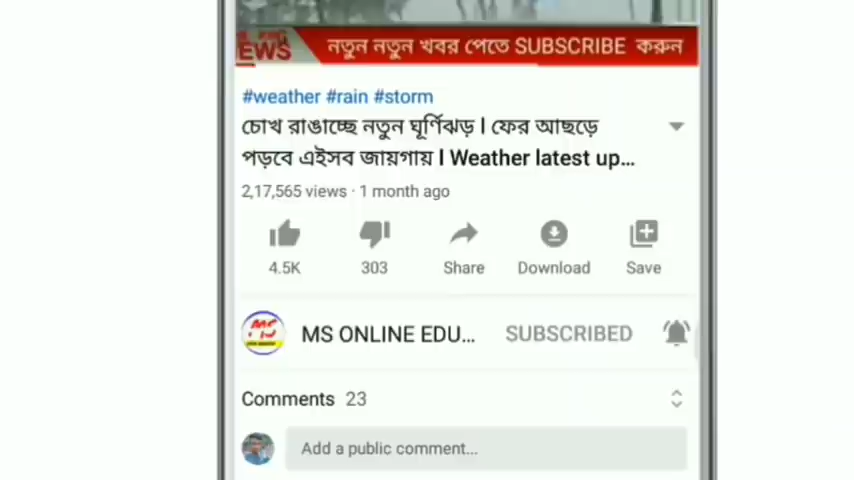 NEWS
নতুন নতুন খবর পেতে SUBSCRIBE করুন
#weather #rain #storm
চোখ রাঙাচ্ছে নতুন ঘূর্ণিঝড় l ফের আছড়ে
পড়বে এইসব জায়গায় l Weather latest up...
2,17,565 views · 1 month ago
4.5K 303 Share Download Save
MS ONLINE EDU... SUBSCRIBED
Comments 23
Add a public comment...